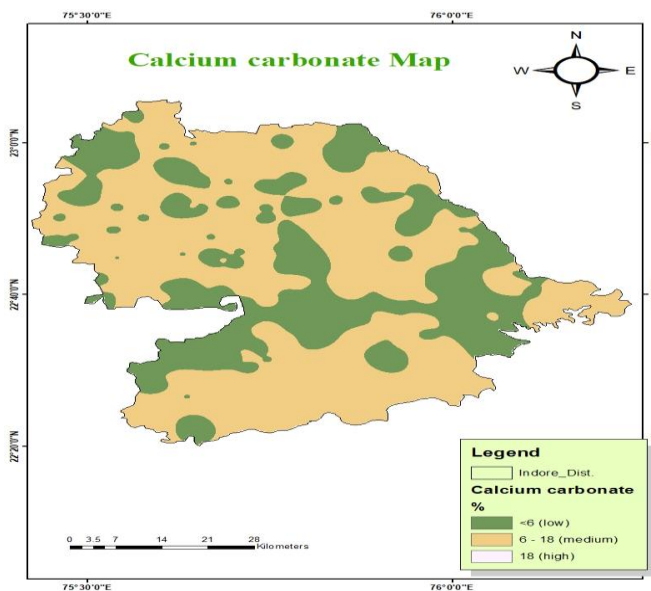 75°30'0"E 76°0'0"E
Calcium carbonate Map
N
W E
S
23°0'0"N
22°40'0"N
22°20'0"N
Legend
Indore_Dist.
Calcium carbonate
%
<6 (low)
6 - 18 (medium)
18 (high)
0 3.5 7 14 21 28
Kilometers
75°30'0"E 76°0'0"E